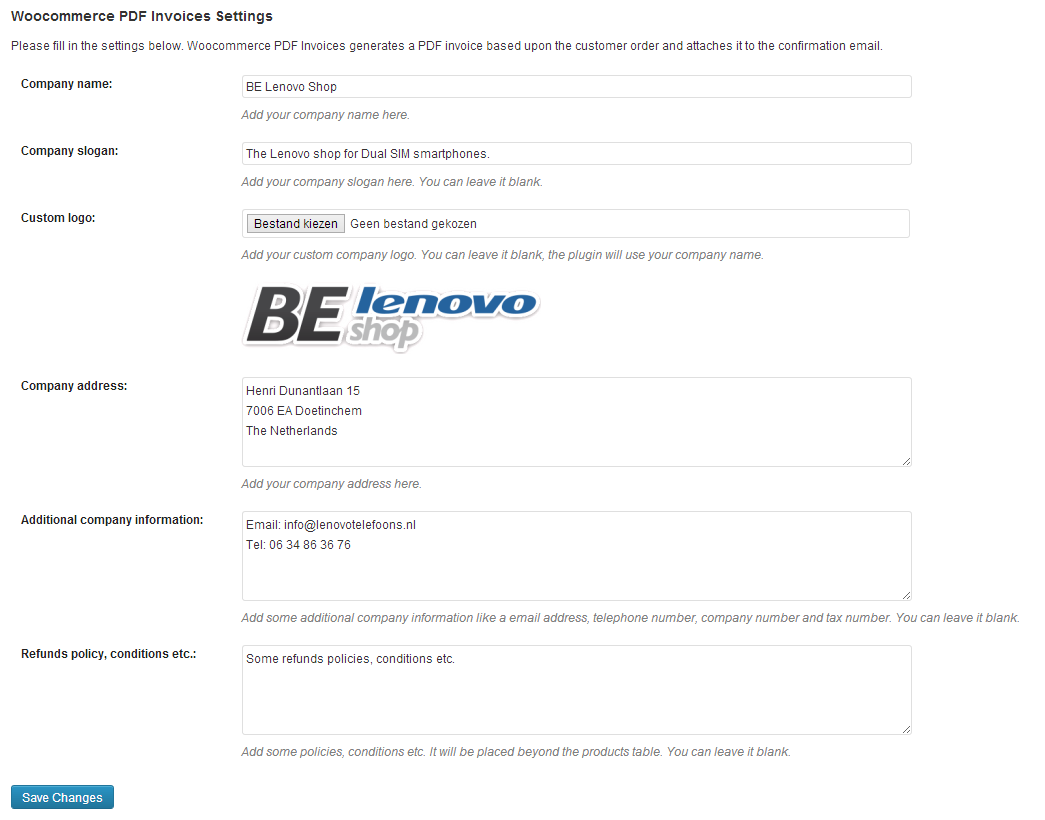 Woocommerce PDF Invoices Settings
Please fill in the settings below. Woocommerce PDF Invoices generates a PDF invoice based upon the customer order and attaches it to the confirmation email.
Company name:
BE Lenovo Shop
Add your company name here.
Company slogan:
The Lenovo shop for Dual SIM smartphones.
Add your company slogan here. You can leave it blank.
Custom logo:
Bestand kiezen Geen bestand gekozen
Add your custom company logo. You can leave it blank, the plugin will use your company name.
BE lenovo
shop
Company address:
Henri Dunantlaan 15
7006 EA Doetinchem
The Netherlands
Add your company address here.
Additional company information:
Email: info@lenovotelefoons.nl
Tel: 06 34 86 36 76
Add some additional company information like a email address, telephone number, company number and tax number. You can leave it blank.
Refunds policy, conditions etc.:
Some refunds policies, conditions etc.
Add some policies, conditions etc. It will be placed beyond the products table. You can leave it blank.
Save Changes